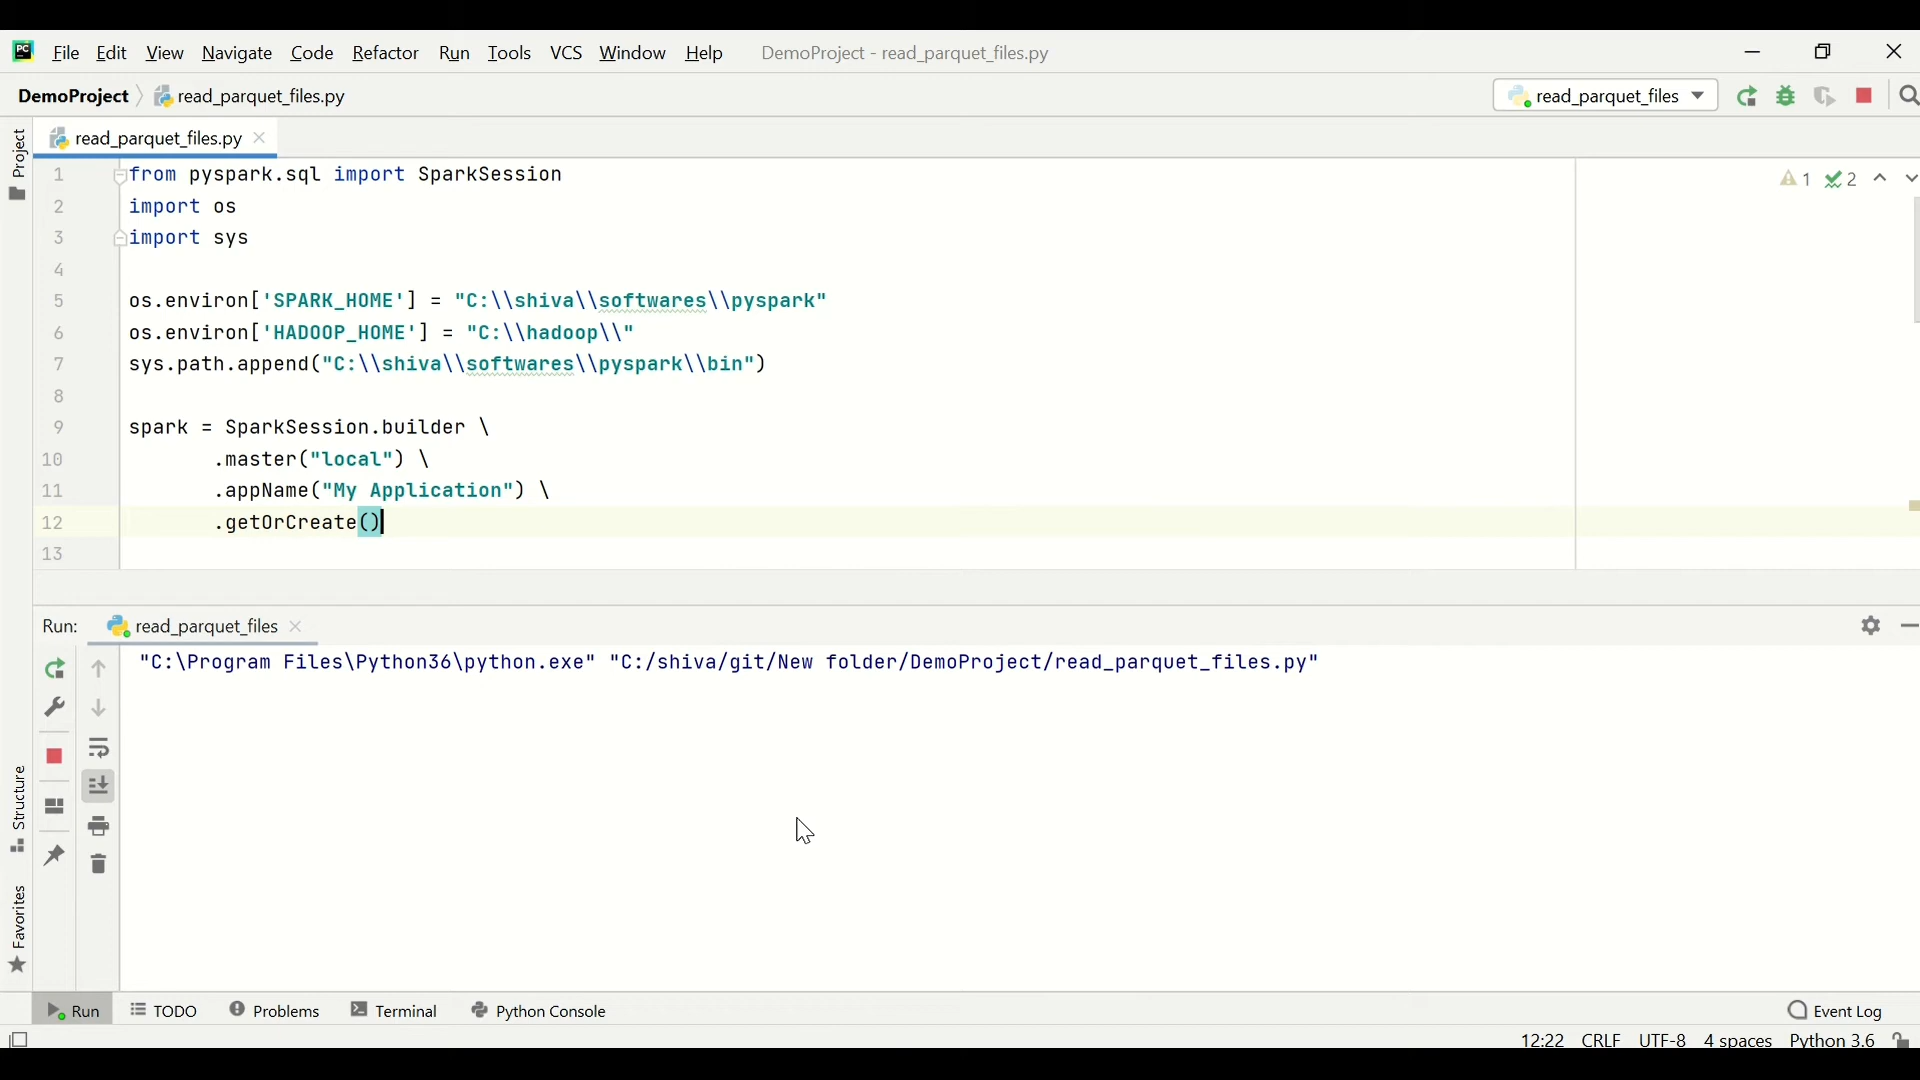 PC File Edit View Navigate Code Refactor Run Tools VCS Window Help DemoProject - read_parquet_files.py
DemoProject read_parquet_files.py read_parquet_files
Project
read_parquet_files.py
1 from pyspark.sql import SparkSession
1 2
2 import os
3 import sys
4
5 os.environ['SPARK_HOME'] = "C:\\shiva\\softwares\\pyspark"
6 os.environ['HADOOP_HOME'] = "C:\\hadoop\\"
7 sys.path.append("C:\\shiva\\softwares\\pyspark\\bin")
8
9 spark = SparkSession.builder \
10 .master("local") \
11 .appName("My Application") \
12 .getOrCreate()
13
Run: read_parquet_files
"C:\Program Files\Python36\python.exe" "C:/shiva/git/New folder/DemoProject/read_parquet_files.py"
Structure
Favorites
Run TODO Problems Terminal Python Console Event Log
12:22 CRLF UTF-8 4 spaces Python 3.6